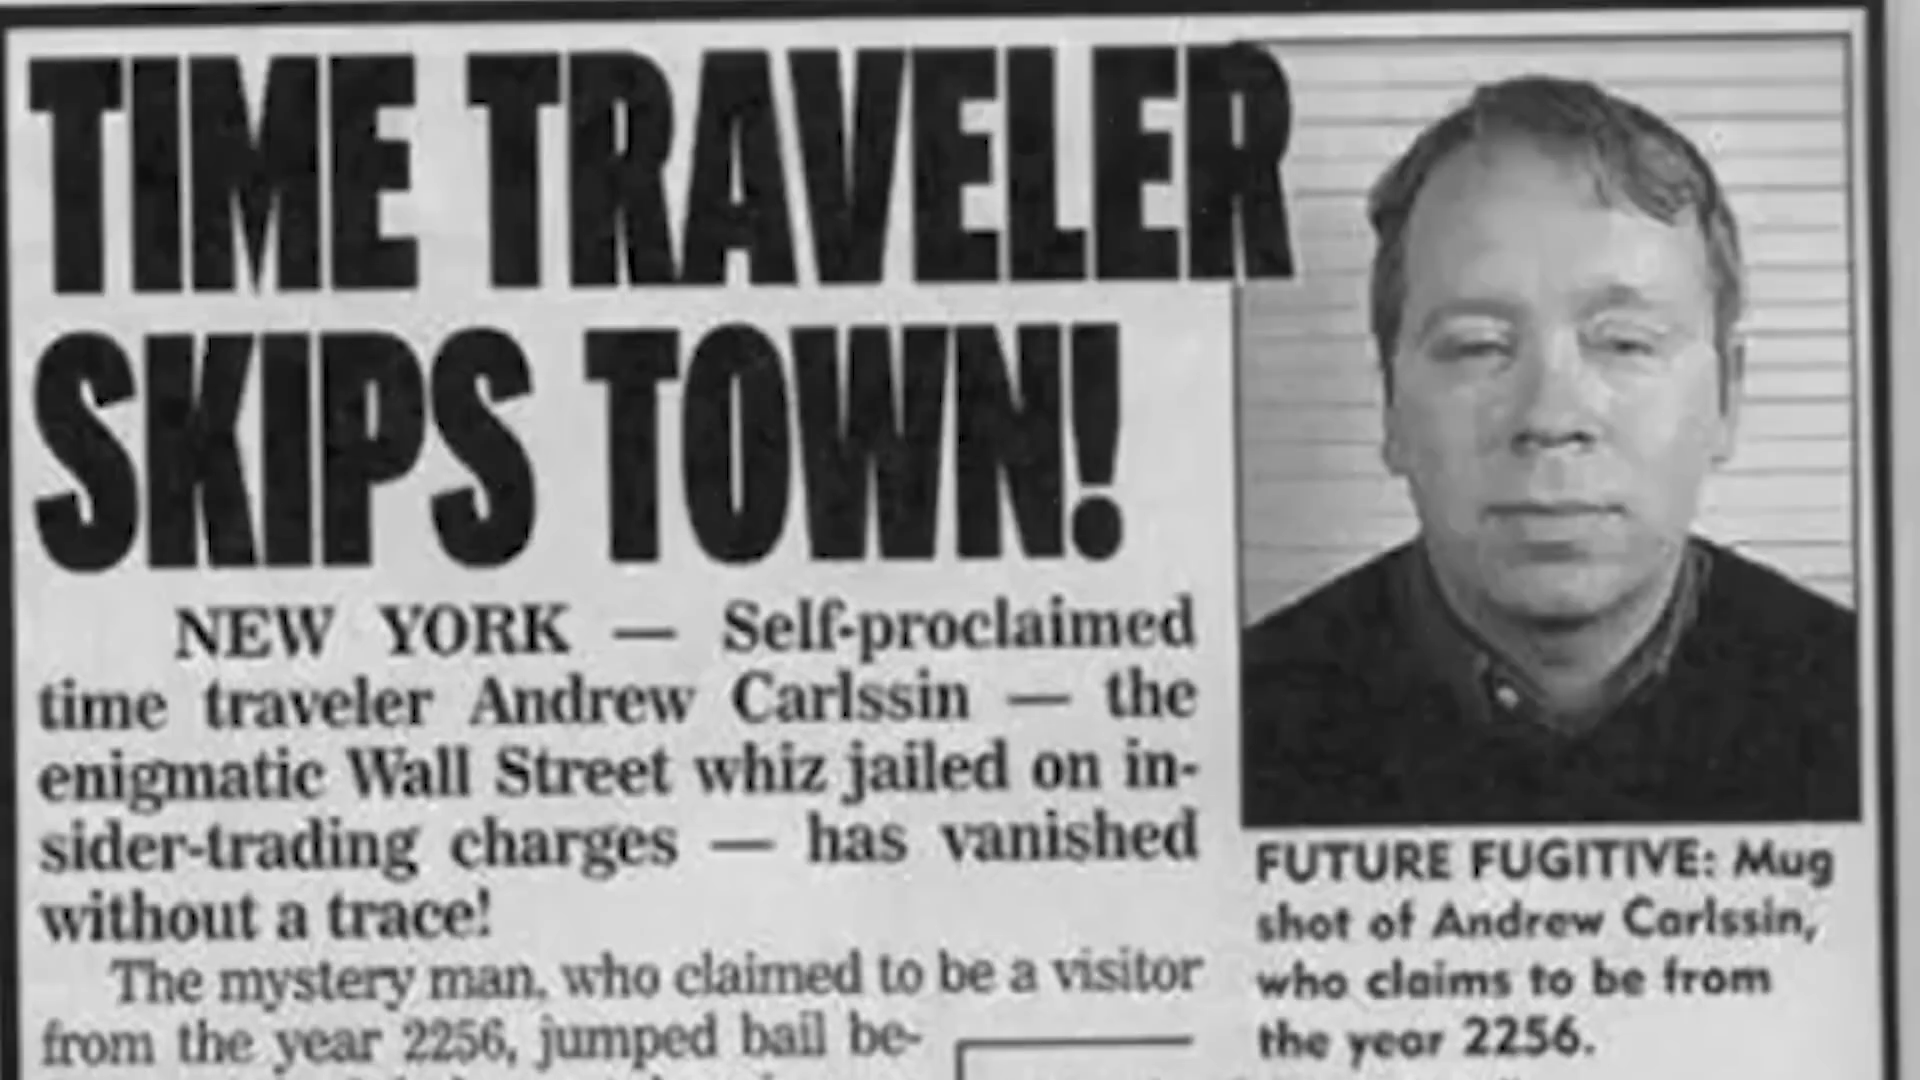 TIME TRAVELER
SKIPS TOWN!
NEW YORK — Self-proclaimed
time traveler Andrew Carlssin — the
enigmatic Wall Street whiz jailed on in-
sider-trading charges — has vanished
without a trace!
The mystery man, who claimed to be a visitor
from the year 2256, jumped bail be-
FUTURE FUGITIVE: Mug
shot of Andrew Carlssin,
who claims to be from
the year 2256.